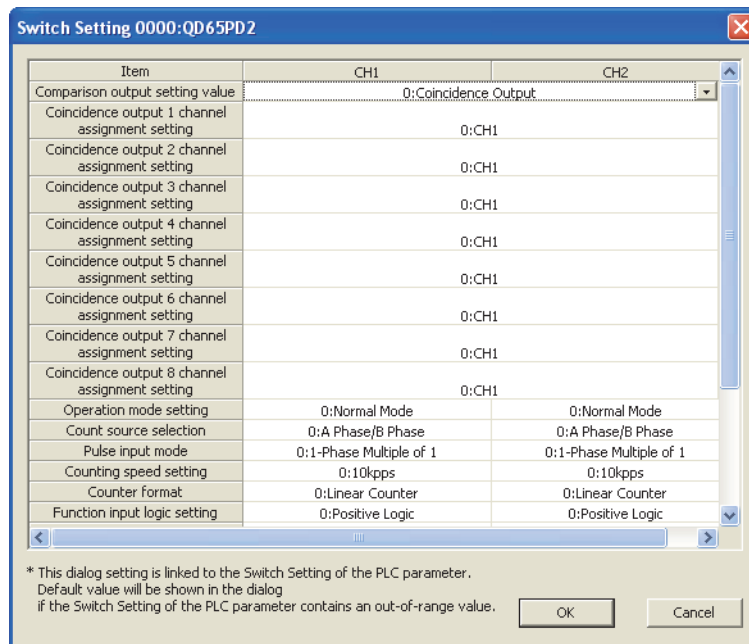 Switch Setting 0000:QD65PD2
Item CH1 CH2
Comparison output setting value 0:Coincidence Output
Coincidence output 1 channel
assignment setting 0:CH1
Coincidence output 2 channel
assignment setting 0:CH1
Coincidence output 3 channel
assignment setting 0:CH1
Coincidence output 4 channel
assignment setting 0:CH1
Coincidence output 5 channel
assignment setting 0:CH1
Coincidence output 6 channel
assignment setting 0:CH1
Coincidence output 7 channel
assignment setting 0:CH1
Coincidence output 8 channel
assignment setting 0:CH1
Operation mode setting 0:Normal Mode 0:Normal Mode
Count source selection 0:A Phase/B Phase 0:A Phase/B Phase
Pulse input mode 0:1-Phase Multiple of 1 0:1-Phase Multiple of 1
Counting speed setting 0:10kpps 0:10kpps
Counter format 0:Linear Counter 0:Linear Counter
Function input logic setting 0:Positive Logic 0:Positive Logic
* This dialog setting is linked to the Switch Setting of the PLC parameter.
Default value will be shown in the dialog
if the Switch Setting of the PLC parameter contains an out-of-range value.
OK Cancel